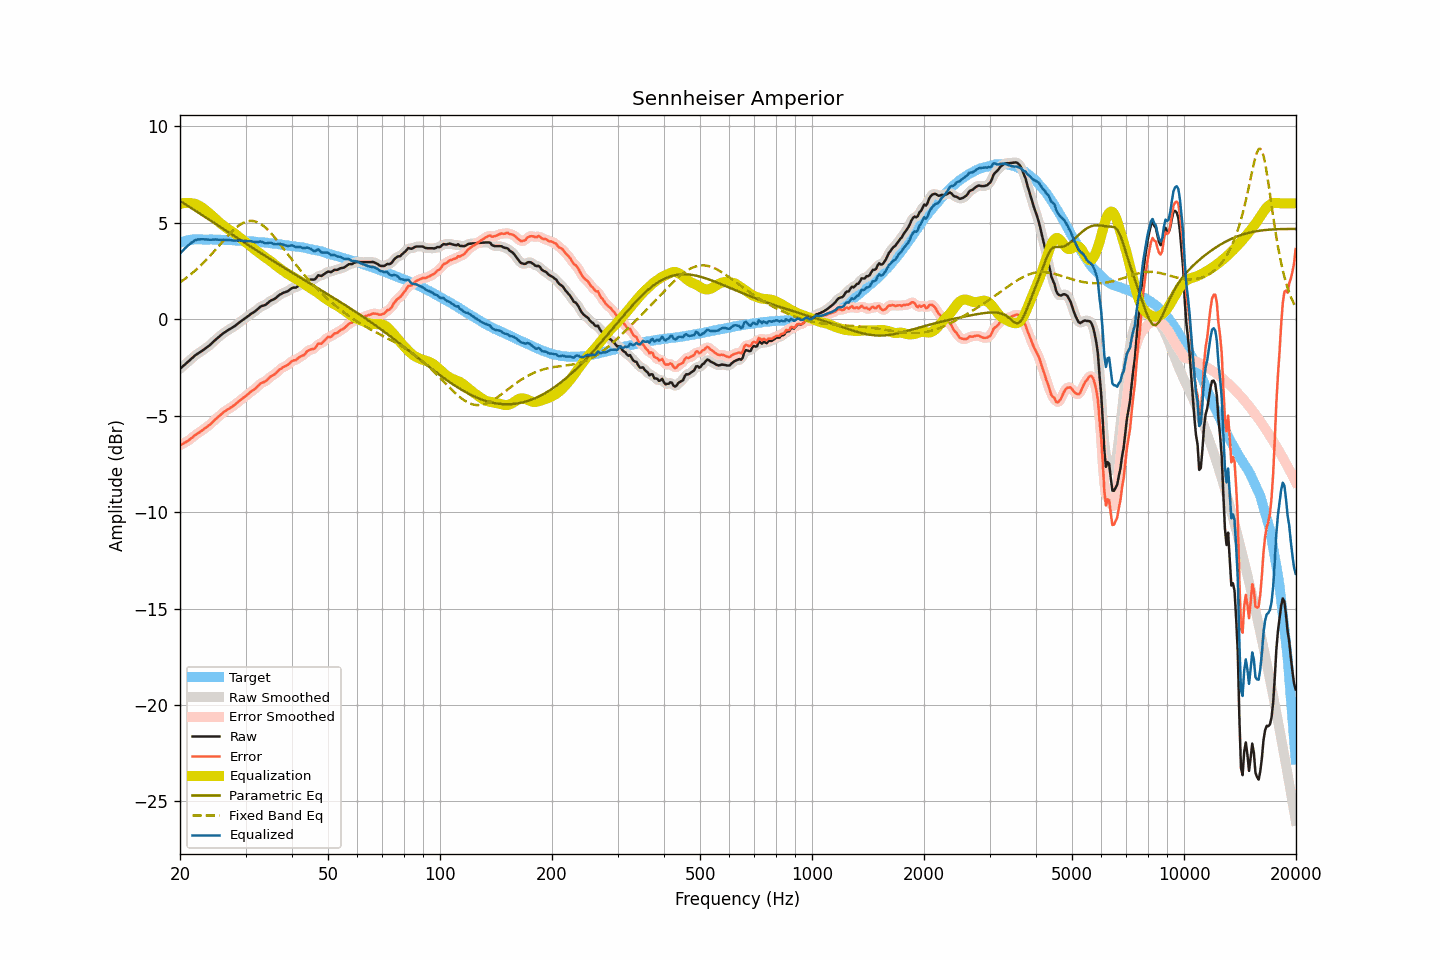 Sennheiser Amperior
10
5
0
−5
−10
−15
−20
−25
Amplitude (dBr)
Target
Raw Smoothed
Error Smoothed
Raw
Error
Equalization
Parametric Eq
Fixed Band Eq
Equalized
20 50 100 200 500 1000 2000 5000 10000 20000
Frequency (Hz)